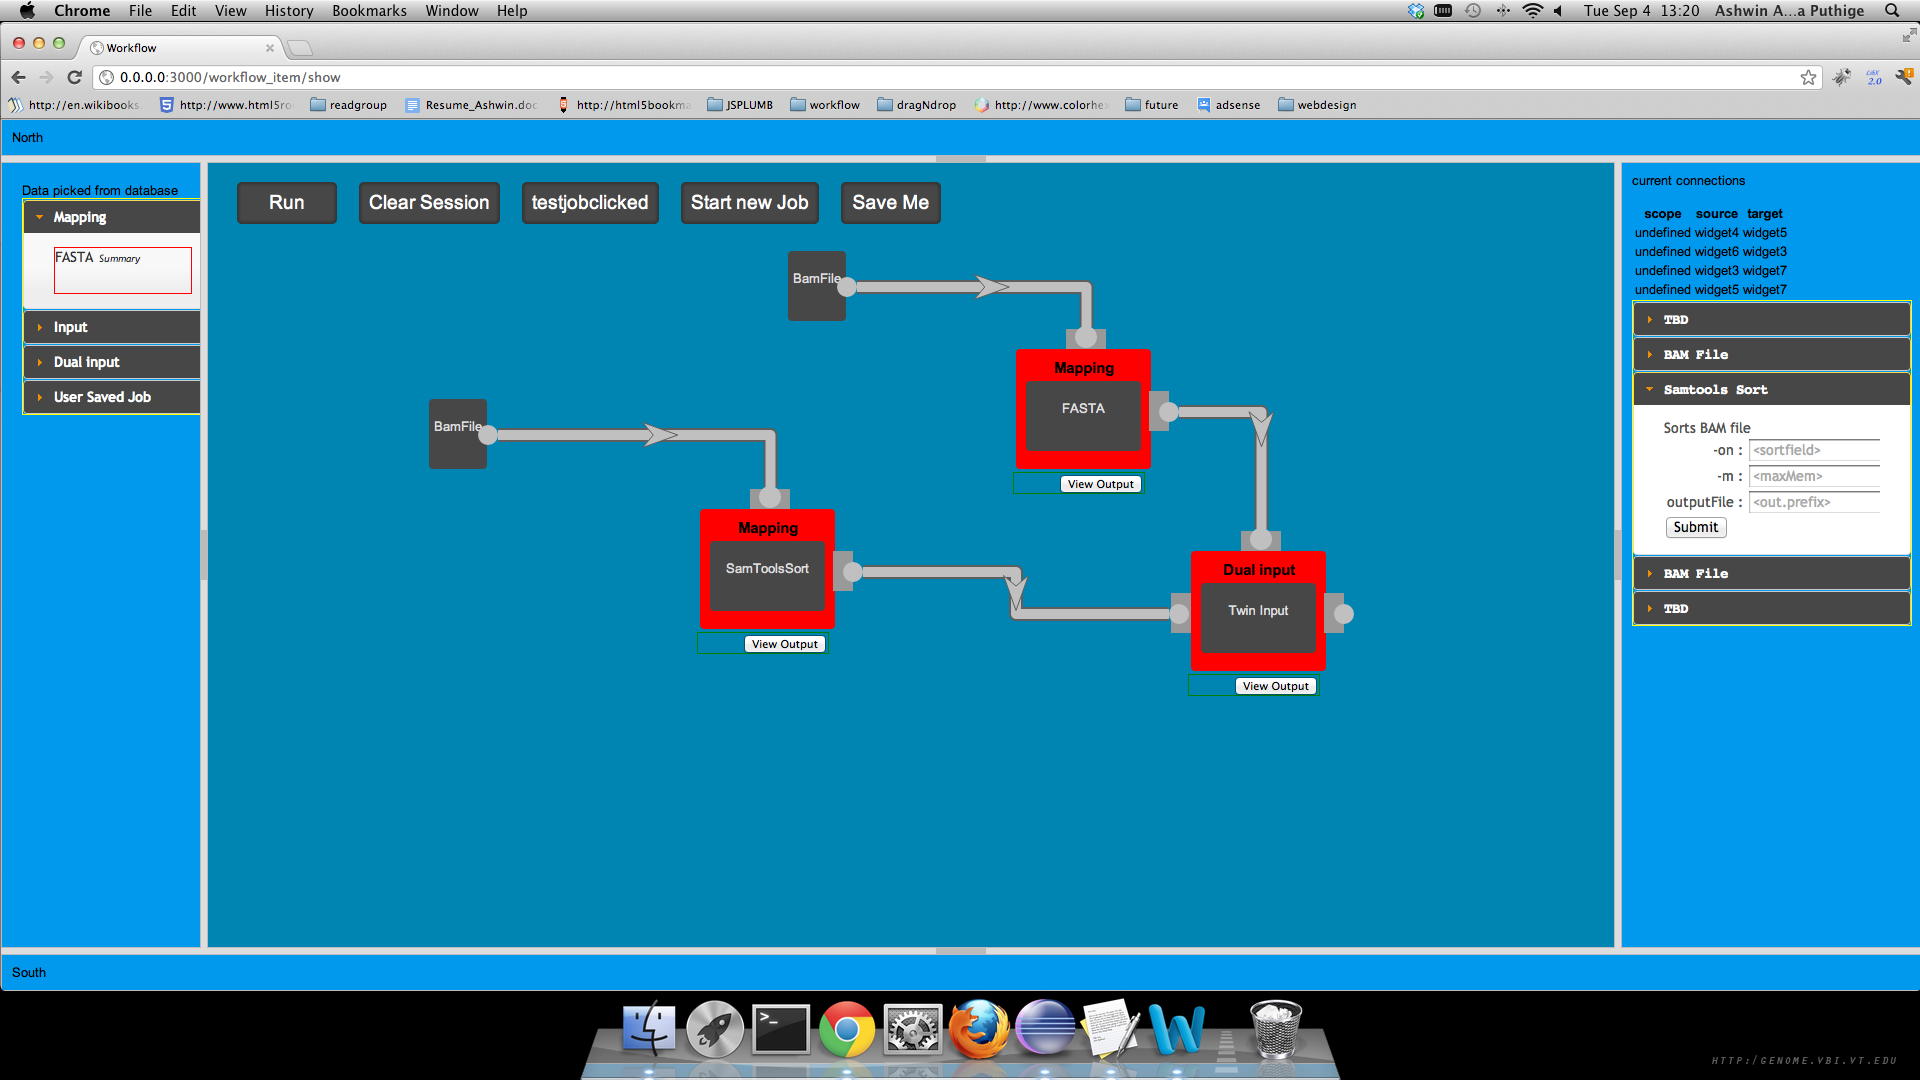 Chrome File Edit View History Bookmarks Window Help Tue Sep 4 13:20 Ashwin A...a Puthige
Workflow
0.0.0.0:3000/workflow_item/show
http://en.wikibooks. http://www.html5ro readgroup Resume_Ashwin.doc http://html5bookma JSPLUMB workflow dragNdrop http://www.colorhe future adsense webdesign
North
Data picked from database
Mapping
FASTA Summary
Input
Dual input
User Saved Job
Run Clear Session testjobclicked Start new Job Save Me
BamFile
Mapping
FASTA
View Output
BamFile
Mapping
SamToolsSort
View Output
Dual input
Twin Input
View Output
current connections
scope source target
undefined widget4 widget5
undefined widget6 widget3
undefined widget3 widget7
undefined widget5 widget7
TBD
BAM File
Samtools Sort
Sorts BAM file
-on : <sortfield>
-m : <maxMem>
outputFile : <out.prefix>
Submit
BAM File
TBD
South
HTTP:/GENOME.VBI.VT.EDU